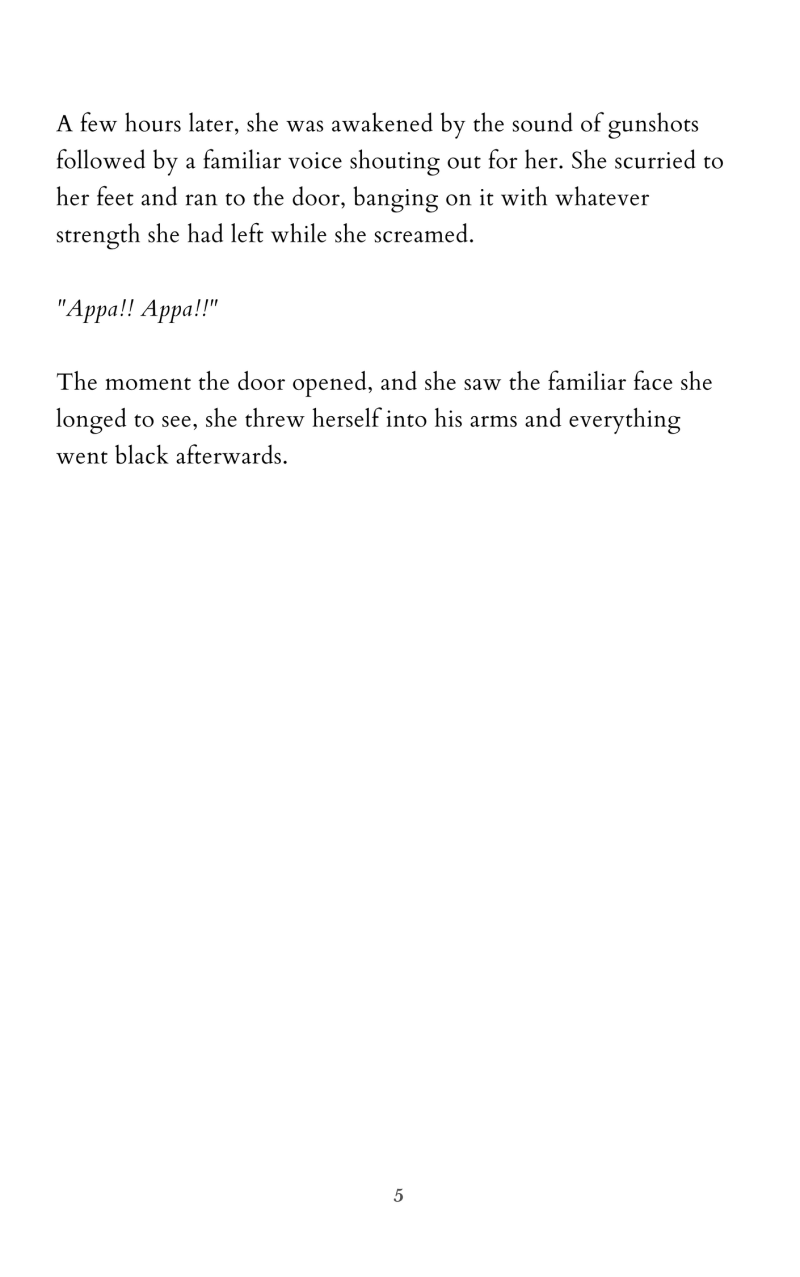 A few hours later, she was awakened by the sound of gunshots
followed by a familiar voice shouting out for her. She scurried to
her feet and ran to the door, banging on it with whatever
strength she had left while she screamed.
"Appa!! Appa!!"
The moment the door opened, and she saw the familiar face she
longed to see, she threw herself into his arms and everything
went black afterwards.
5